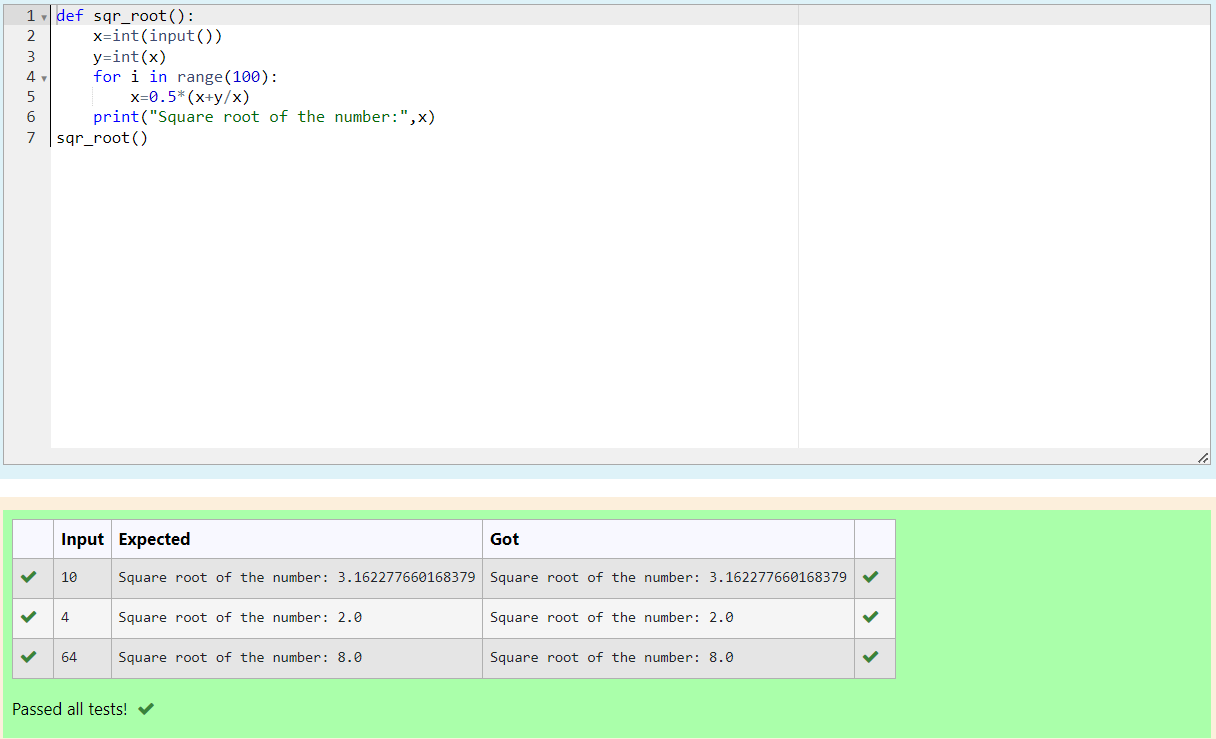 1 def sqr_root():
2     x=int(input())
3     y=int(x)
4     for i in range(100):
5         x=0.5*(x+y/x)
6     print("Square root of the number:",x)
7 sqr_root()
Input Expected Got
10 Square root of the number: 3.162277660168379 Square root of the number: 3.162277660168379
4 Square root of the number: 2.0 Square root of the number: 2.0
64 Square root of the number: 8.0 Square root of the number: 8.0
Passed all tests!